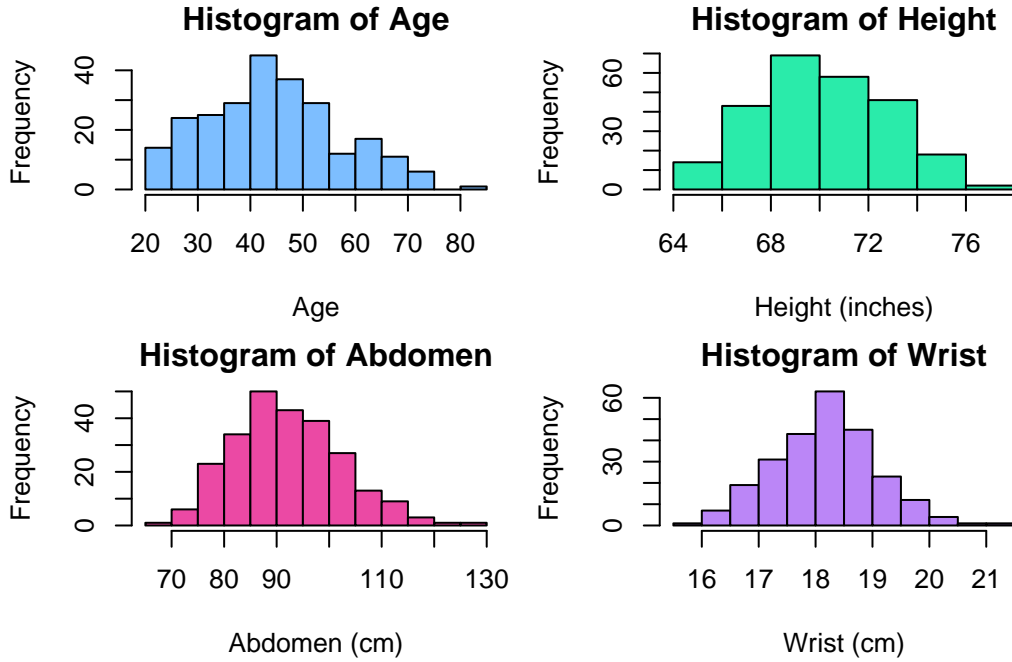 Histogram of Age
Frequency
0
20
40
20 30 40 50 60 70 80
Age
Histogram of Height
Frequency
0
30
60
64 68 72 76
Height (inches)
Histogram of Abdomen
Frequency
0
20
40
70 80 90 110 130
Abdomen (cm)
Histogram of Wrist
Frequency
0
30
60
16 17 18 19 20 21
Wrist (cm)